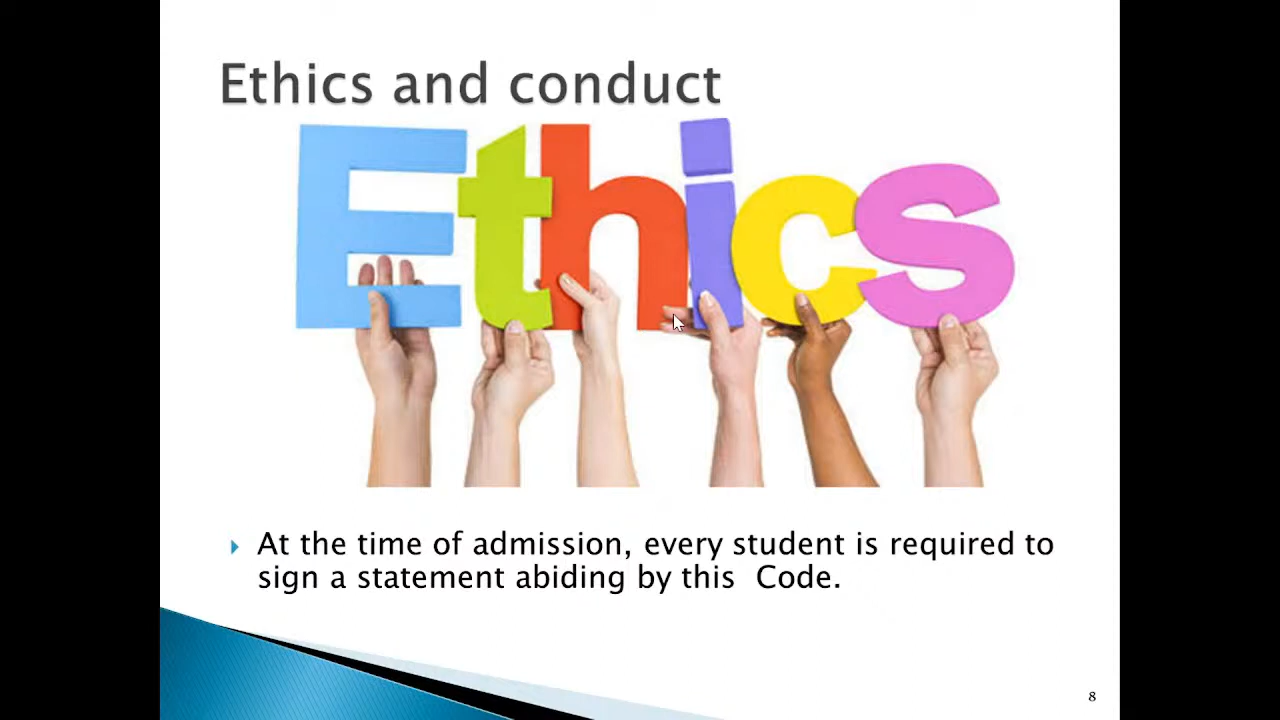 Ethics and conduct
Ethics
At the time of admission, every student is required to
sign a statement abiding by this  Code.
8